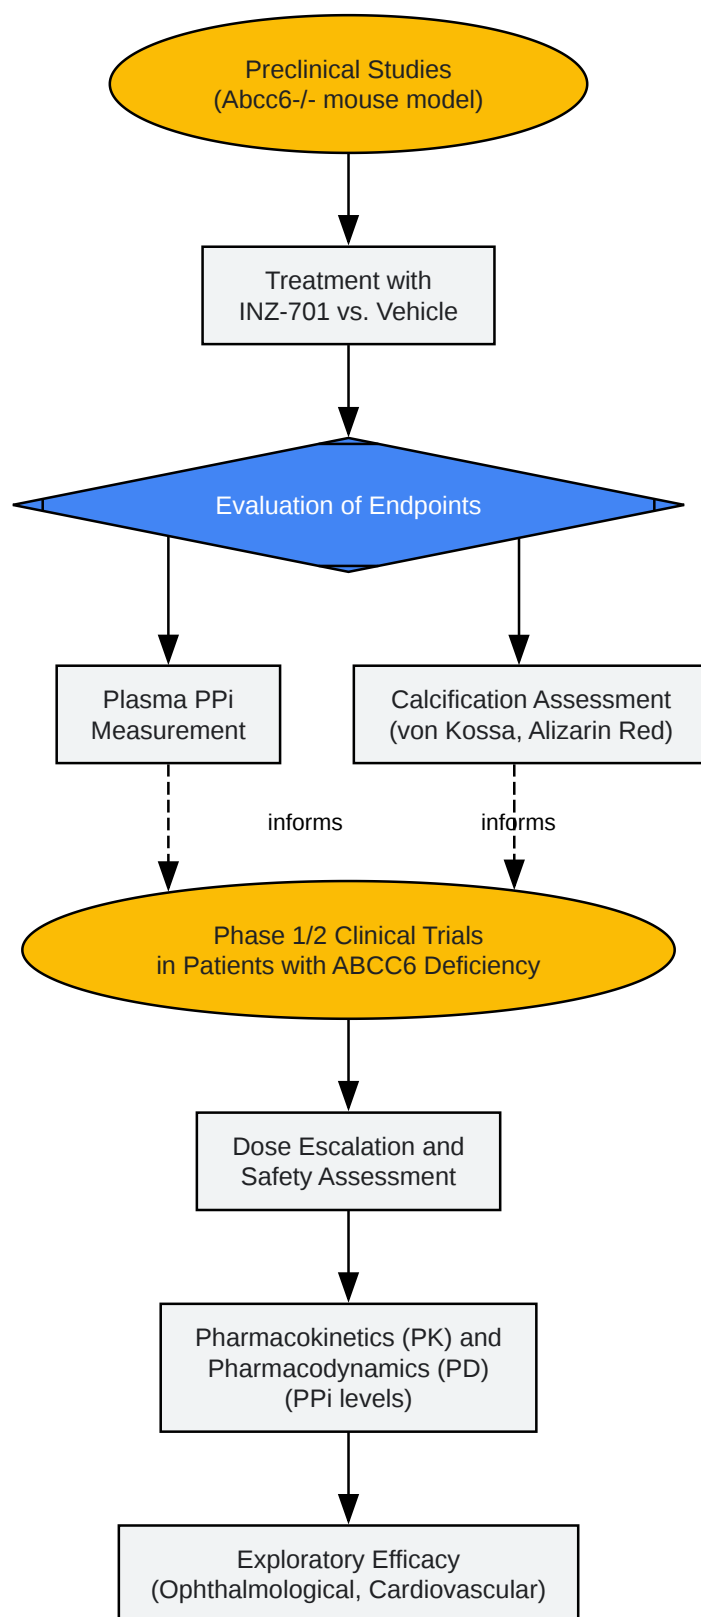 Preclinical Studies
(Abcc6-/- mouse model)
Treatment with
INZ-701 vs. Vehicle
Evaluation of Endpoints
Plasma PPi
Measurement
Calcification Assessment
(von Kossa, Alizarin Red)
informs
informs
Phase 1/2 Clinical Trials
in Patients with ABCC6 Deficiency
Dose Escalation and
Safety Assessment
Pharmacokinetics (PK) and
Pharmacodynamics (PD)
(PPi levels)
Exploratory Efficacy
(Ophthalmological, Cardiovascular)